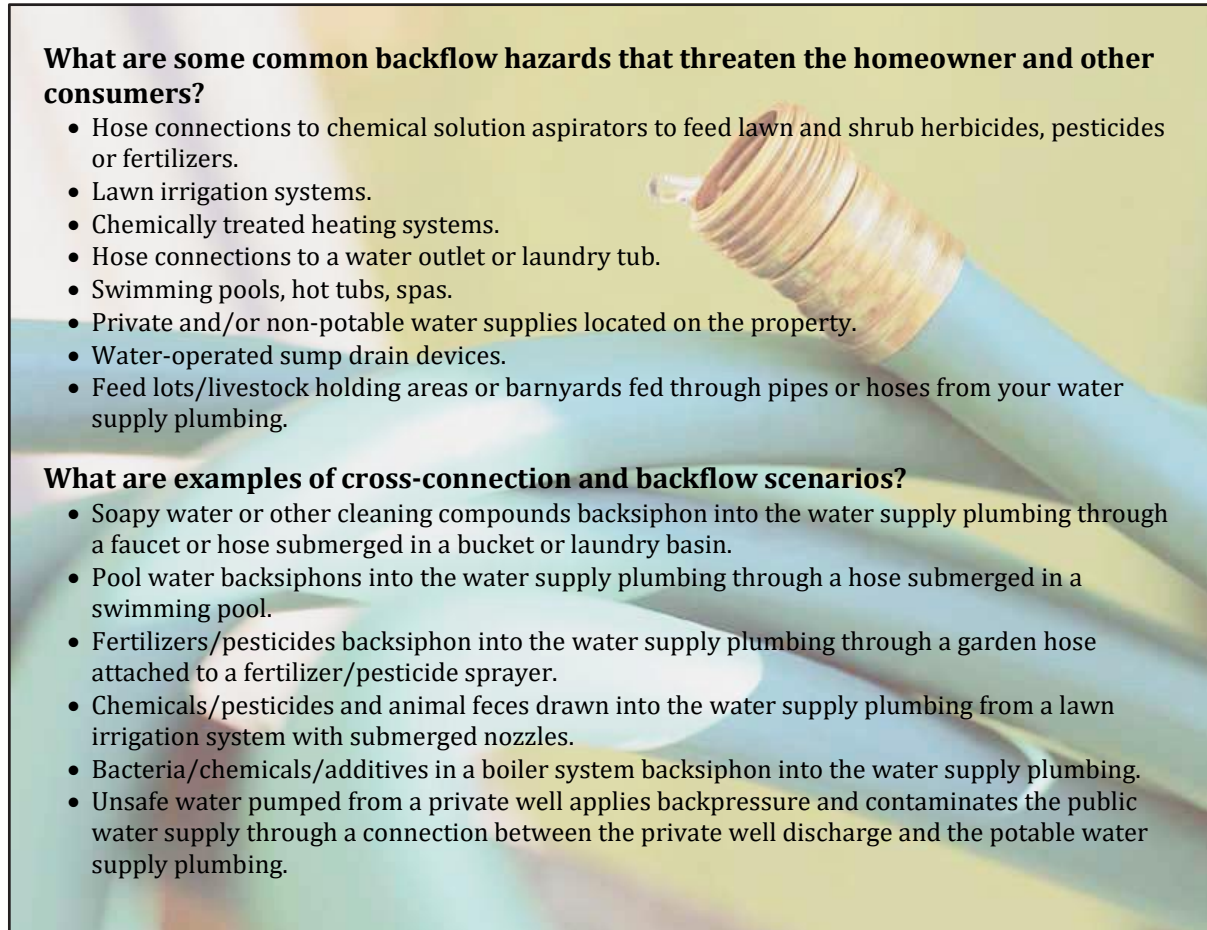 What are some common backflow hazards that threaten the homeowner and other
consumers?
• Hose connections to chemical solution aspirators to feed lawn and shrub herbicides, pesticides
or fertilizers.
• Lawn irrigation systems.
• Chemically treated heating systems.
• Hose connections to a water outlet or laundry tub.
• Swimming pools, hot tubs, spas.
• Private and/or non-potable water supplies located on the property.
• Water-operated sump drain devices.
• Feed lots/livestock holding areas or barnyards fed through pipes or hoses from your water
supply plumbing.
What are examples of cross-connection and backflow scenarios?
• Soapy water or other cleaning compounds backsiphon into the water supply plumbing through
a faucet or hose submerged in a bucket or laundry basin.
• Pool water backsiphons into the water supply plumbing through a hose submerged in a
swimming pool.
• Fertilizers/pesticides backsiphon into the water supply plumbing through a garden hose
attached to a fertilizer/pesticide sprayer.
• Chemicals/pesticides and animal feces drawn into the water supply plumbing from a lawn
irrigation system with submerged nozzles.
• Bacteria/chemicals/additives in a boiler system backsiphon into the water supply plumbing.
• Unsafe water pumped from a private well applies backpressure and contaminates the public
water supply through a connection between the private well discharge and the potable water
supply plumbing.